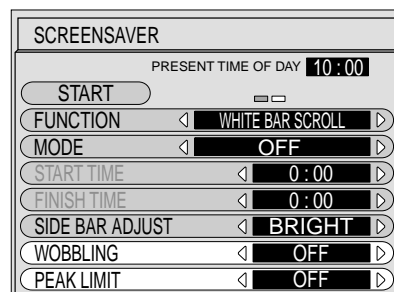 SCREENSAVER
PRESENT TIME OF DAY 10:00
START
FUNCTION WHITE BAR SCROLL
MODE OFF
START TIME 0:00
FINISH TIME 0:00
SIDE BAR ADJUST BRIGHT
WOBBLING OFF
PEAK LIMIT OFF